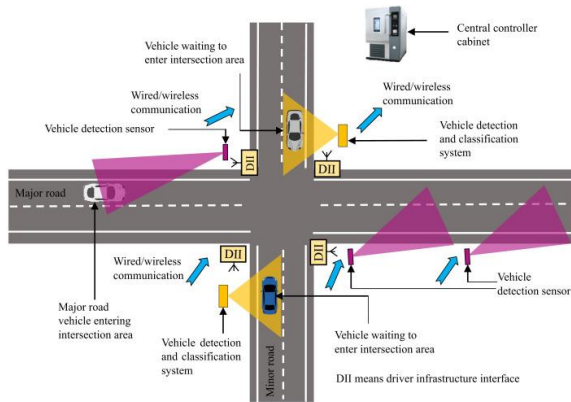 Vehicle waiting to
enter intersection area
Central controller
cabinet
Wired/wireless
communication
Wired/wireless
communication
Vehicle detection sensor
Vehicle detection
and classification
system
DII
DII
Major road
DII
DII
Wired/wireless
communication
Vehicle
detection sensor
Major road
vehicle entering
intersection area
Vehicle detection
and classification
system
Minor road
Vehicle waiting to
enter intersection area
DII means driver infrastructure interface